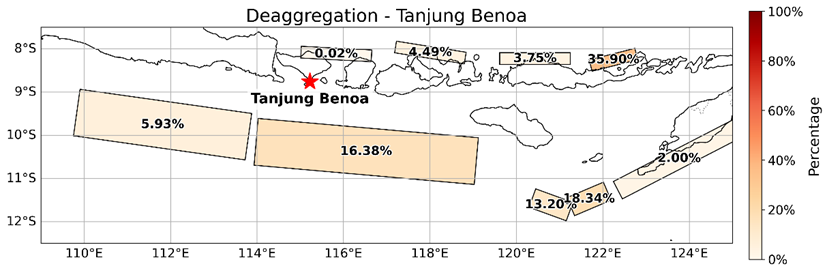 Deaggregation - Tanjung Benoa
100%
8°S
0.02%
4.49%
3.75%
35.90%
80%
9°S
Tanjung Benoa
5.93%
60%
10°S
16.38%
2.00%
40%
11°S
13.20%
18.34%
20%
12°S
0%
110°E
112°E
114°E
116°E
118°E
120°E
122°E
124°E
Percentage